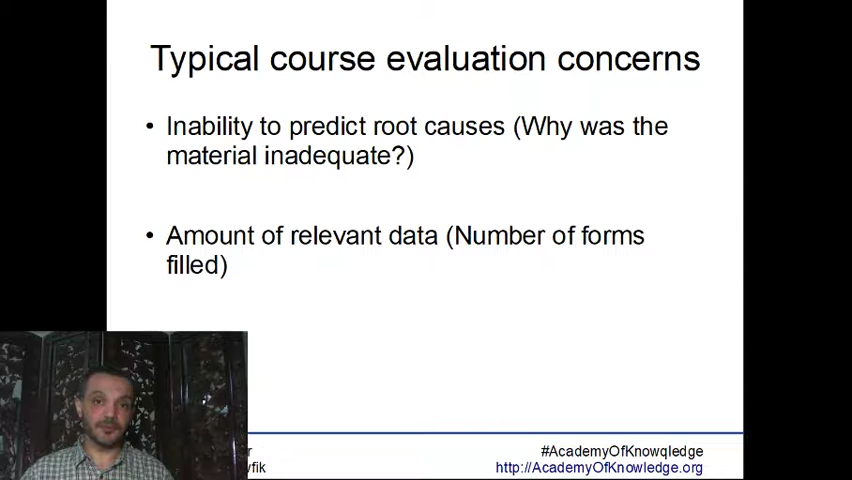 Typical course evaluation concerns
• Inability to predict root causes (Why was the
material inadequate?)
• Amount of relevant data (Number of forms
filled)
#AcademyOfKnowqledge
http://AcademyOfKnowledge.org